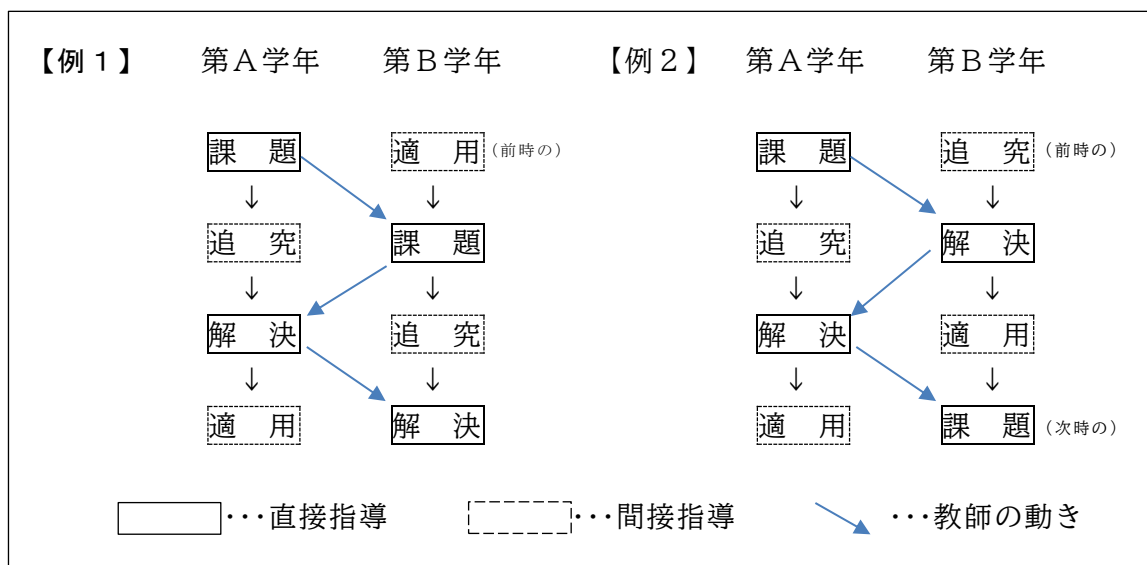 【例1】 第A学年 第B学年 【例2】 第A学年 第B学年
課 題 適 用 (前時の) 課 題 追 究 (前時の)
↓ ↓ ↓ ↓
追 究 課 題 追 究 解 決
↓ ↓ ↓ ↓
解 決 追 究 解 決 適 用
↓ ↓ ↓ ↓
適 用 解 決 適 用 課 題 (次時の)
･･･直接指導 ･･･間接指導 ･･･教師の動き